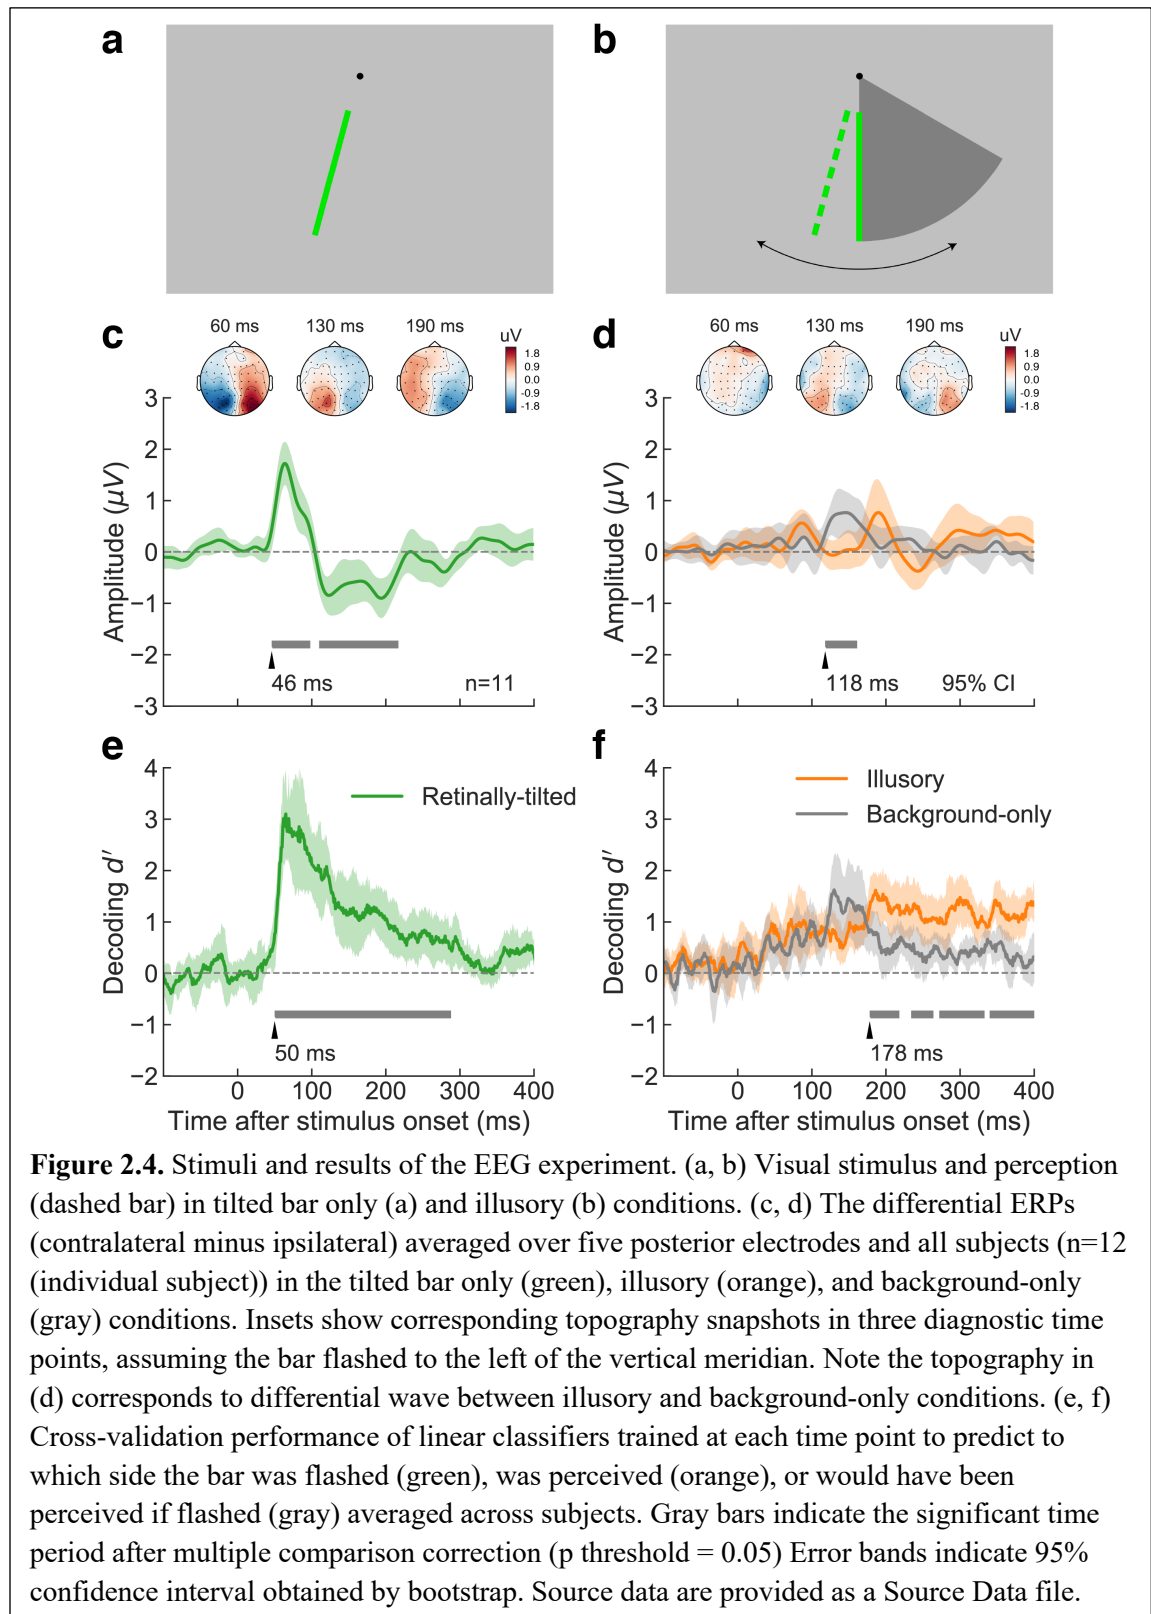 a
b
c
60 ms
130 ms
190 ms
uV
1.8
0.9
0.0
-0.9
-1.8
3
2
1
0
−1
−2
−3
Amplitude (µV)
46 ms
n=11
d
60 ms
130 ms
190 ms
uV
1.8
0.9
0.0
-0.9
-1.8
3
2
1
0
−1
−2
−3
Amplitude (µV)
118 ms
95% CI
e
4
3
2
1
0
−1
−2
Decoding d′
Retinally-tilted
50 ms
0
100
200
300
400
Time after stimulus onset (ms)
f
4
3
2
1
0
−1
−2
Decoding d′
Illusory
Background-only
178 ms
0
100
200
300
400
Time after stimulus onset (ms)
Figure 2.4. Stimuli and results of the EEG experiment. (a, b) Visual stimulus and perception
(dashed bar) in tilted bar only (a) and illusory (b) conditions. (c, d) The differential ERPs
(contralateral minus ipsilateral) averaged over five posterior electrodes and all subjects (n=12
(individual subject)) in the tilted bar only (green), illusory (orange), and background-only
(gray) conditions. Insets show corresponding topography snapshots in three diagnostic time
points, assuming the bar flashed to the left of the vertical meridian. Note the topography in
(d) corresponds to differential wave between illusory and background-only conditions. (e, f)
Cross-validation performance of linear classifiers trained at each time point to predict to
which side the bar was flashed (green), was perceived (orange), or would have been
perceived if flashed (gray) averaged across subjects. Gray bars indicate the significant time
period after multiple comparison correction (p threshold = 0.05) Error bands indicate 95%
confidence interval obtained by bootstrap. Source data are provided as a Source Data file.